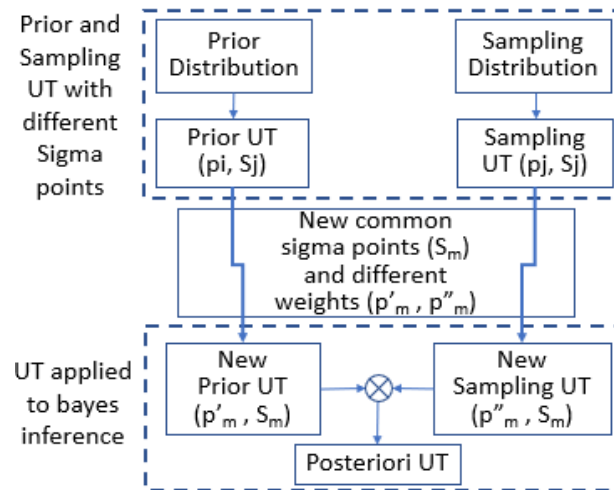 Prior and
Sampling
UT with
different
Sigma
points
Prior
Distribution
Sampling
Distribution
Prior UT
(pi, Sj)
Sampling
UT (pj, Sj)
New common
sigma points (Sₘ)
and different
weights (p'ₘ , p"ₘ)
UT applied
to bayes
inference
New
Prior UT
(p'ₘ , Sₘ)
New
Sampling UT
(p"ₘ , Sₘ)
Posteriori UT